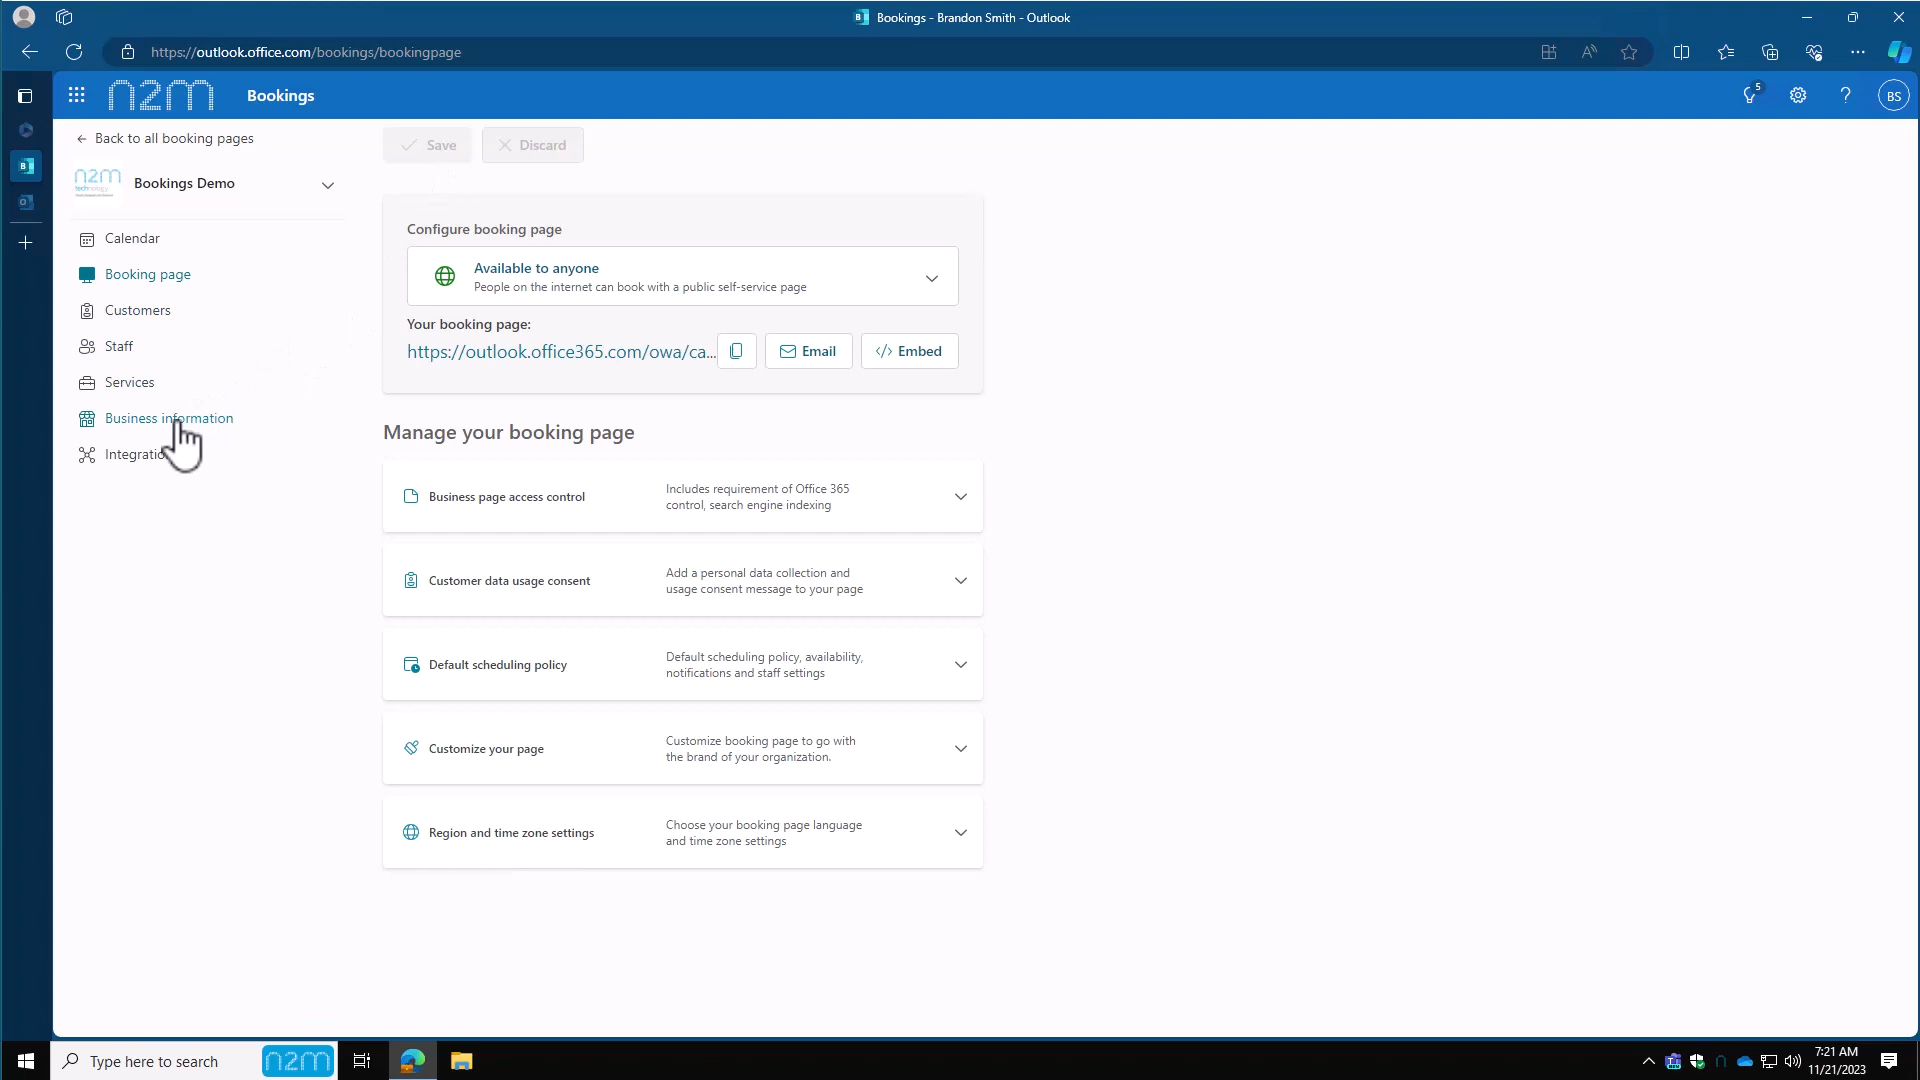 Bookings - Brandon Smith - Outlook
https://outlook.office.com/bookings/bookingpage
n2m
Bookings
5
BS
Back to all booking pages
n2m
technology
Bookings Demo
Calendar
Booking page
Customers
Staff
Services
Business information
Integratio
Save
Discard
Configure booking page
Available to anyone
People on the internet can book with a public self-service page
Your booking page:
https://outlook.office365.com/owa/ca...
Email
Embed
Manage your booking page
Business page access control
Includes requirement of Office 365
control, search engine indexing
Customer data usage consent
Add a personal data collection and
usage consent message to your page
Default scheduling policy
Default scheduling policy, availability,
notifications and staff settings
Customize your page
Customize booking page to go with
the brand of your organization.
Region and time zone settings
Choose your booking page language
and time zone settings
Type here to search
n2m
7:21 AM
11/21/2023